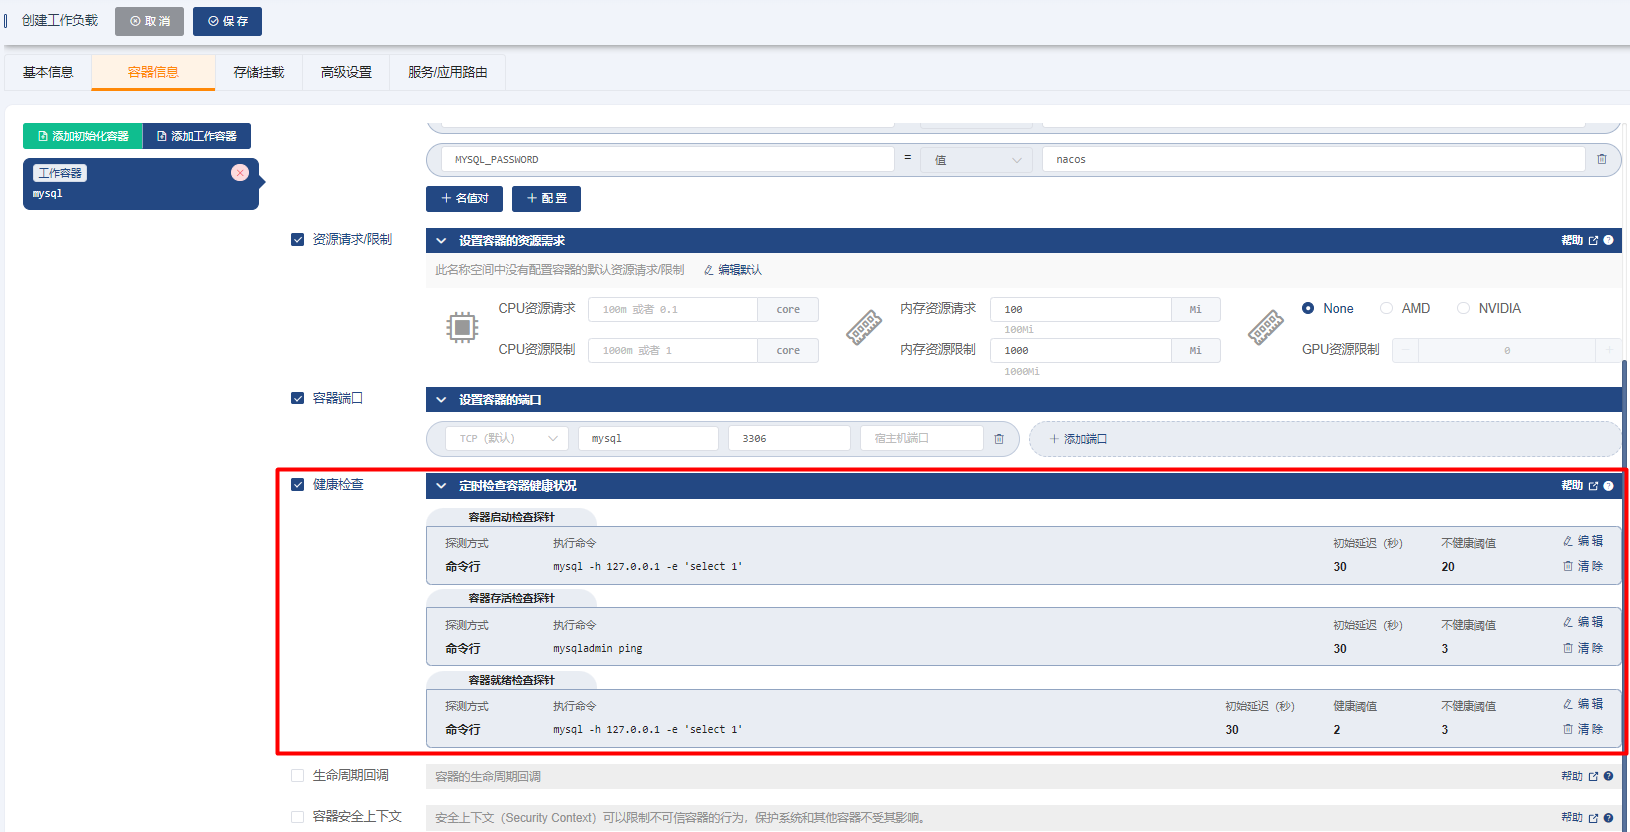 创建工作负载 取 消 保 存
基本信息 容器信息 存储挂载 高级设置 服务/应用路由
添加初始化容器 添加工作容器
工作容器
mysql
MYSQL_PASSWORD = 值 nacos
名值对 配 置
资源请求/限制 设置容器的资源需求 帮助
此名称空间中没有配置容器的默认资源请求/限制 编辑默认
CPU资源请求 100m 或者 0.1 core 内存资源请求 100 Mi None AMD NVIDIA
100Mi
CPU资源限制 1000m 或者 1 core 内存资源限制 1000 Mi GPU资源限制 - 0 +
1000Mi
容器端口 设置容器的端口
TCP (默认) mysql 3306 宿主机端口 添加端口
健康检查 定时检查容器健康状况 帮助
容器启动检查探针
探测方式 执行命令 初始延迟（秒） 不健康阈值 编 辑
命令行 mysql -h 127.0.0.1 -e 'select 1' 30 20 清 除
容器存活检查探针
探测方式 执行命令 初始延迟（秒） 不健康阈值 编 辑
命令行 mysqladmin ping 30 3 清 除
容器就绪检查探针
探测方式 执行命令 初始延迟（秒） 健康阈值 不健康阈值 编 辑
命令行 mysql -h 127.0.0.1 -e 'select 1' 30 2 3 清 除
生命周期回调 容器的生命周期回调 帮助
容器安全上下文 安全上下文（Security Context）可以限制不可信容器的行为，保护系统和其他容器不受其影响。 帮助